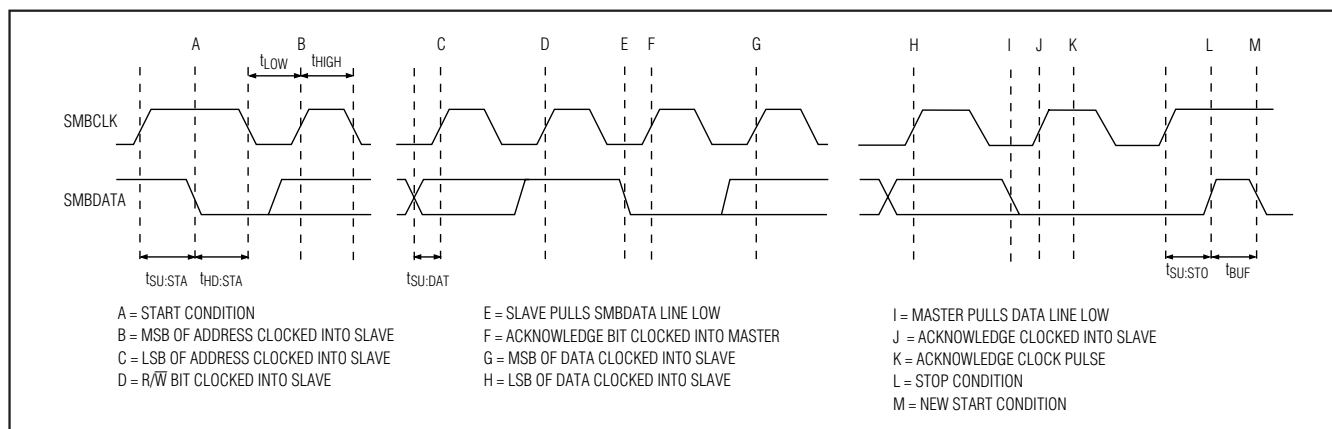 A B C D E F G H I J K L M
tLOW tHIGH
SMBCLK
SMBDATA
tSU:STA tHD:STA tSU:DAT tSU:STO tBUF
A = START CONDITION
B = MSB OF ADDRESS CLOCKED INTO SLAVE
C = LSB OF ADDRESS CLOCKED INTO SLAVE
D = R/W̅ BIT CLOCKED INTO SLAVE
E = SLAVE PULLS SMBDATA LINE LOW
F = ACKNOWLEDGE BIT CLOCKED INTO MASTER
G = MSB OF DATA CLOCKED INTO SLAVE
H = LSB OF DATA CLOCKED INTO SLAVE
I = MASTER PULLS DATA LINE LOW
J = ACKNOWLEDGE CLOCKED INTO SLAVE
K = ACKNOWLEDGE CLOCK PULSE
L = STOP CONDITION
M = NEW START CONDITION